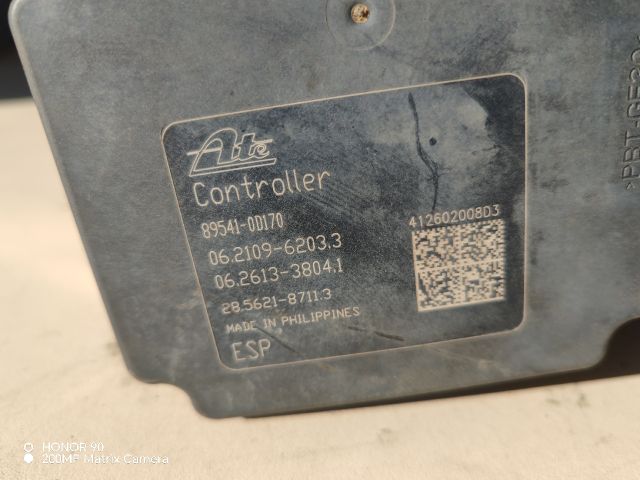 Ate
Controller
89541-0D170
06.2109-6203.3
06.2613-3804.1
28.5621-8711.3
MADE IN PHILIPPINES
ESP
412602008D3
HONOR 90
200MP Matrix Camera